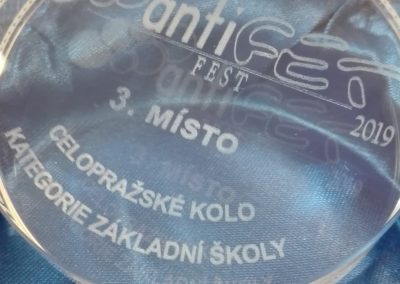 antiFET
FEST
2019
3. MÍSTO
CELOPRAŽSKÉ KOLO
KATEGORIE ZÁKLADNÍ ŠKOLY